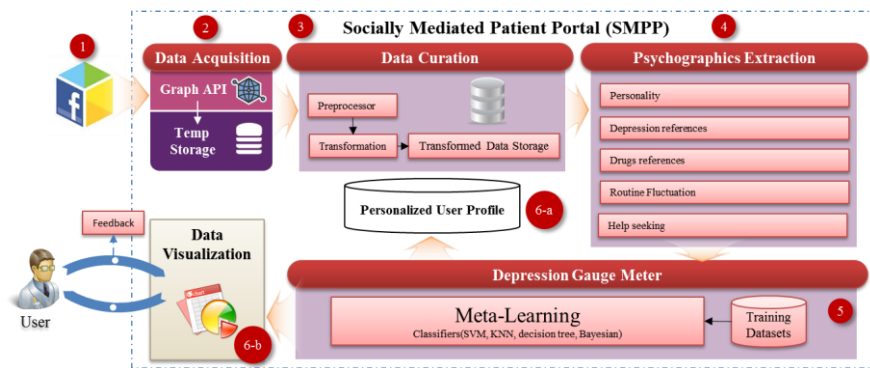 Socially Mediated Patient Portal (SMPP)
1
2
3
4
Data Acquisition
Graph API
Temp
Storage
Data Curation
Preprocessor
Transformation
Transformed Data Storage
Psychographics Extraction
Personality
Depression references
Drugs references
Routine Fluctuation
Help seeking
Personalized User Profile
6-a
Feedback
User
Data
Visualization
6-b
Depression Gauge Meter
Meta-Learning
Classifiers(SVM, KNN, decision tree, Bayesian)
Training
Datasets
5